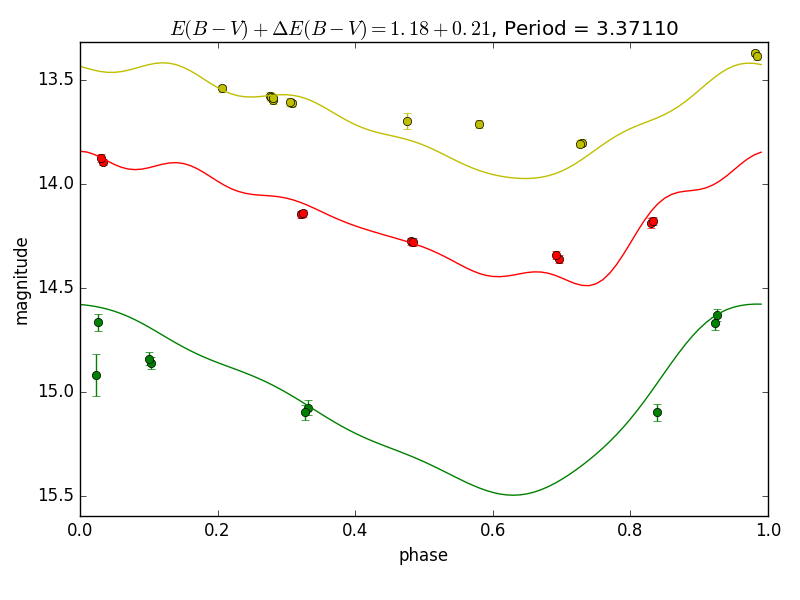 E(B − V) + ΔE(B − V) = 1.18 + 0.21, Period = 3.37110
13.5
14.0
14.5
15.0
15.5
magnitude
0.0 0.2 0.4 0.6 0.8 1.0
phase